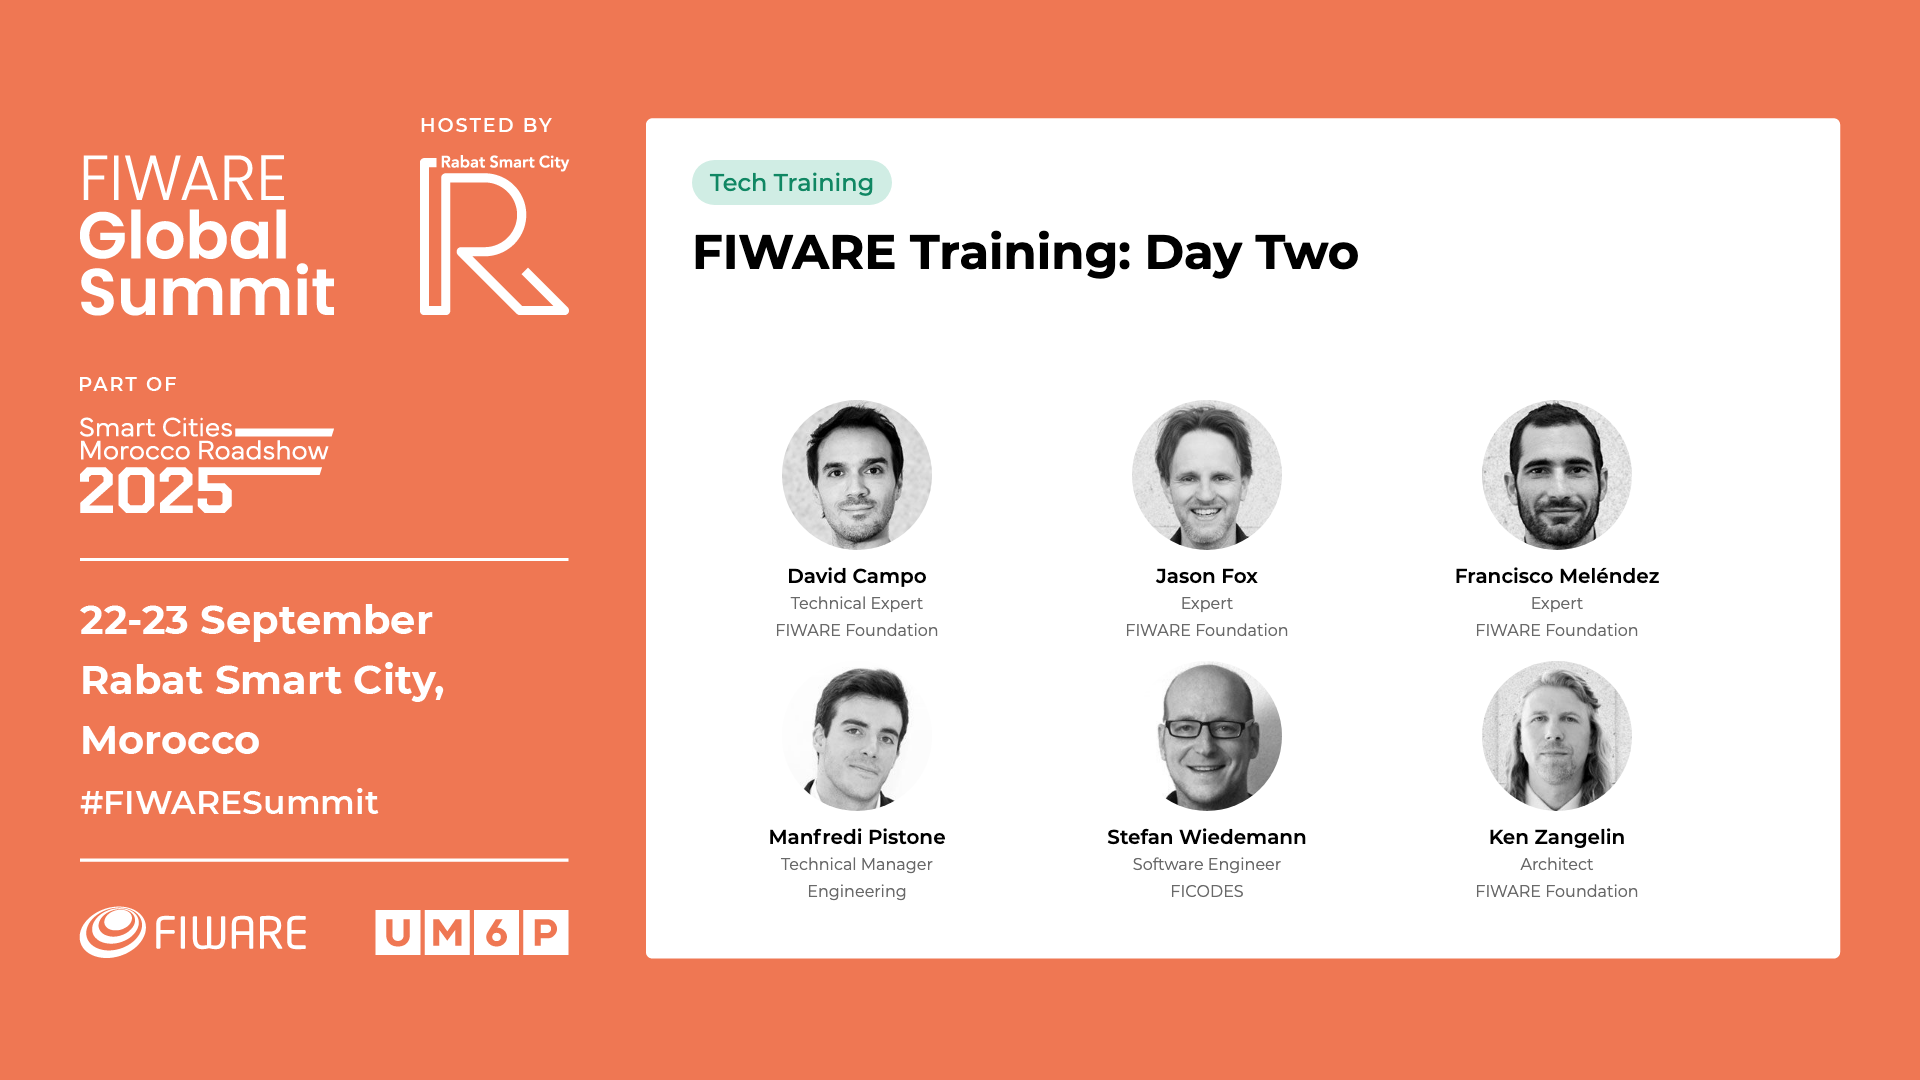 FIWARE
Global
Summit
HOSTED BY
Rabat Smart City
R
PART OF
Smart Cities
Morocco Roadshow
2025
22-23 September
Rabat Smart City,
Morocco
#FIWARESummit
FIWARE
UM6P
Tech Training
FIWARE Training: Day Two
David Campo
Technical Expert
FIWARE Foundation
Jason Fox
Expert
FIWARE Foundation
Francisco Meléndez
Expert
FIWARE Foundation
Manfredi Pistone
Technical Manager
Engineering
Stefan Wiedemann
Software Engineer
FICODES
Ken Zangelin
Architect
FIWARE Foundation